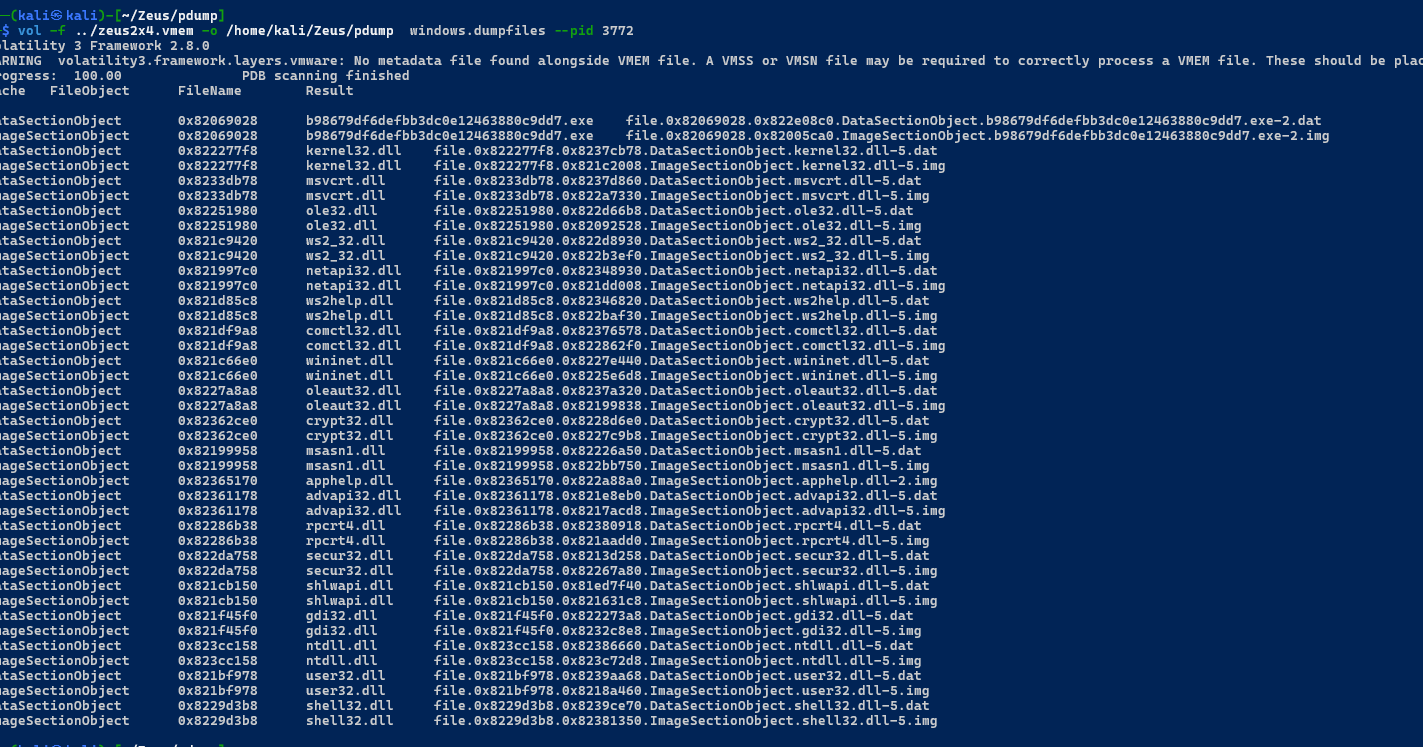 (kali㉿kali)-[~/Zeus/pdump]
$ vol -f ../zeus2x4.vmem -o /home/kali/Zeus/pdump windows.dumpfiles --pid 3772
olatility 3 Framework 2.8.0
ARNING volatility3.framework.layers.vmware: No metadata file found alongside VMEM file. A VMSS or VMSN file may be required to correctly process a VMEM file. These should be plac
rogress: 100.00 PDB scanning finished
ache FileObject FileName Result
ataSectionObject 0x82069028 b98679df6defbb3dc0e12463880c9dd7.exe file.0x82069028.0x822e08c0.DataSectionObject.b98679df6defbb3dc0e12463880c9dd7.exe-2.dat
mageSectionObject 0x82069028 b98679df6defbb3dc0e12463880c9dd7.exe file.0x82069028.0x82005ca0.ImageSectionObject.b98679df6defbb3dc0e12463880c9dd7.exe-2.img
ataSectionObject 0x822277f8 kernel32.dll file.0x822277f8.0x8237cb78.DataSectionObject.kernel32.dll-5.dat
mageSectionObject 0x822277f8 kernel32.dll file.0x822277f8.0x821c2008.ImageSectionObject.kernel32.dll-5.img
ataSectionObject 0x8233db78 msvcrt.dll file.0x8233db78.0x8237d860.DataSectionObject.msvcrt.dll-5.dat
mageSectionObject 0x8233db78 msvcrt.dll file.0x8233db78.0x822a7330.ImageSectionObject.msvcrt.dll-5.img
ataSectionObject 0x82251980 ole32.dll file.0x82251980.0x822d66b8.DataSectionObject.ole32.dll-5.dat
mageSectionObject 0x82251980 ole32.dll file.0x82251980.0x82092528.ImageSectionObject.ole32.dll-5.img
ataSectionObject 0x821c9420 ws2_32.dll file.0x821c9420.0x822d8930.DataSectionObject.ws2_32.dll-5.dat
mageSectionObject 0x821c9420 ws2_32.dll file.0x821c9420.0x822b3ef0.ImageSectionObject.ws2_32.dll-5.img
ataSectionObject 0x821997c0 netapi32.dll file.0x821997c0.0x82348930.DataSectionObject.netapi32.dll-5.dat
mageSectionObject 0x821997c0 netapi32.dll file.0x821997c0.0x821dd008.ImageSectionObject.netapi32.dll-5.img
ataSectionObject 0x821d85c8 ws2help.dll file.0x821d85c8.0x82346820.DataSectionObject.ws2help.dll-5.dat
mageSectionObject 0x821d85c8 ws2help.dll file.0x821d85c8.0x822baf30.ImageSectionObject.ws2help.dll-5.img
ataSectionObject 0x821df9a8 comctl32.dll file.0x821df9a8.0x82376578.DataSectionObject.comctl32.dll-5.dat
mageSectionObject 0x821df9a8 comctl32.dll file.0x821df9a8.0x822862f0.ImageSectionObject.comctl32.dll-5.img
ataSectionObject 0x821c66e0 wininet.dll file.0x821c66e0.0x8227e440.DataSectionObject.wininet.dll-5.dat
mageSectionObject 0x821c66e0 wininet.dll file.0x821c66e0.0x8225e6d8.ImageSectionObject.wininet.dll-5.img
ataSectionObject 0x8227a8a8 oleaut32.dll file.0x8227a8a8.0x8237a320.DataSectionObject.oleaut32.dll-5.dat
mageSectionObject 0x8227a8a8 oleaut32.dll file.0x8227a8a8.0x82199838.ImageSectionObject.oleaut32.dll-5.img
ataSectionObject 0x82362ce0 crypt32.dll file.0x82362ce0.0x8228d6e0.DataSectionObject.crypt32.dll-5.dat
mageSectionObject 0x82362ce0 crypt32.dll file.0x82362ce0.0x8227c9b8.ImageSectionObject.crypt32.dll-5.img
ataSectionObject 0x82199958 msasn1.dll file.0x82199958.0x82226a50.DataSectionObject.msasn1.dll-5.dat
mageSectionObject 0x82199958 msasn1.dll file.0x82199958.0x822bb750.ImageSectionObject.msasn1.dll-5.img
mageSectionObject 0x82365170 apphelp.dll file.0x82365170.0x822a88a0.ImageSectionObject.apphelp.dll-2.img
ataSectionObject 0x82361178 advapi32.dll file.0x82361178.0x821e8eb0.DataSectionObject.advapi32.dll-5.dat
mageSectionObject 0x82361178 advapi32.dll file.0x82361178.0x8217acd8.ImageSectionObject.advapi32.dll-5.img
ataSectionObject 0x82286b38 rpcrt4.dll file.0x82286b38.0x82380918.DataSectionObject.rpcrt4.dll-5.dat
mageSectionObject 0x82286b38 rpcrt4.dll file.0x82286b38.0x821aadd0.ImageSectionObject.rpcrt4.dll-5.img
ataSectionObject 0x822da758 secur32.dll file.0x822da758.0x8213d258.DataSectionObject.secur32.dll-5.dat
mageSectionObject 0x822da758 secur32.dll file.0x822da758.0x82267a80.ImageSectionObject.secur32.dll-5.img
ataSectionObject 0x821cb150 shlwapi.dll file.0x821cb150.0x81ed7f40.DataSectionObject.shlwapi.dll-5.dat
mageSectionObject 0x821cb150 shlwapi.dll file.0x821cb150.0x821631c8.ImageSectionObject.shlwapi.dll-5.img
ataSectionObject 0x821f45f0 gdi32.dll file.0x821f45f0.0x822273a8.DataSectionObject.gdi32.dll-5.dat
mageSectionObject 0x821f45f0 gdi32.dll file.0x821f45f0.0x8232c8e8.ImageSectionObject.gdi32.dll-5.img
ataSectionObject 0x823cc158 ntdll.dll file.0x823cc158.0x82386660.DataSectionObject.ntdll.dll-5.dat
mageSectionObject 0x823cc158 ntdll.dll file.0x823cc158.0x823c72d8.ImageSectionObject.ntdll.dll-5.img
ataSectionObject 0x821bf978 user32.dll file.0x821bf978.0x8239aa68.DataSectionObject.user32.dll-5.dat
mageSectionObject 0x821bf978 user32.dll file.0x821bf978.0x8218a460.ImageSectionObject.user32.dll-5.img
ataSectionObject 0x8229d3b8 shell32.dll file.0x8229d3b8.0x8239ce70.DataSectionObject.shell32.dll-5.dat
mageSectionObject 0x8229d3b8 shell32.dll file.0x8229d3b8.0x82381350.ImageSectionObject.shell32.dll-5.img